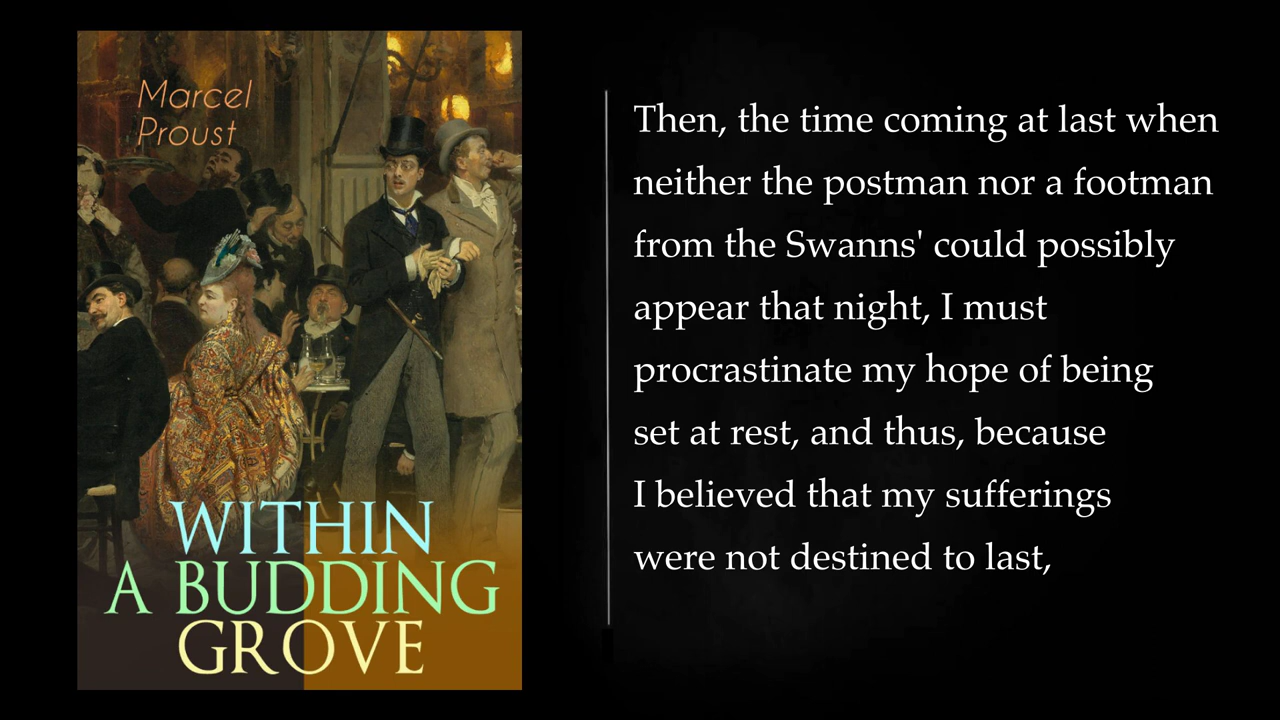 Marcel
Proust
WITHIN
A BUDDING
GROVE
Then, the time coming at last when
neither the postman nor a footman
from the Swanns' could possibly
appear that night, I must
procrastinate my hope of being
set at rest, and thus, because
I believed that my sufferings
were not destined to last,